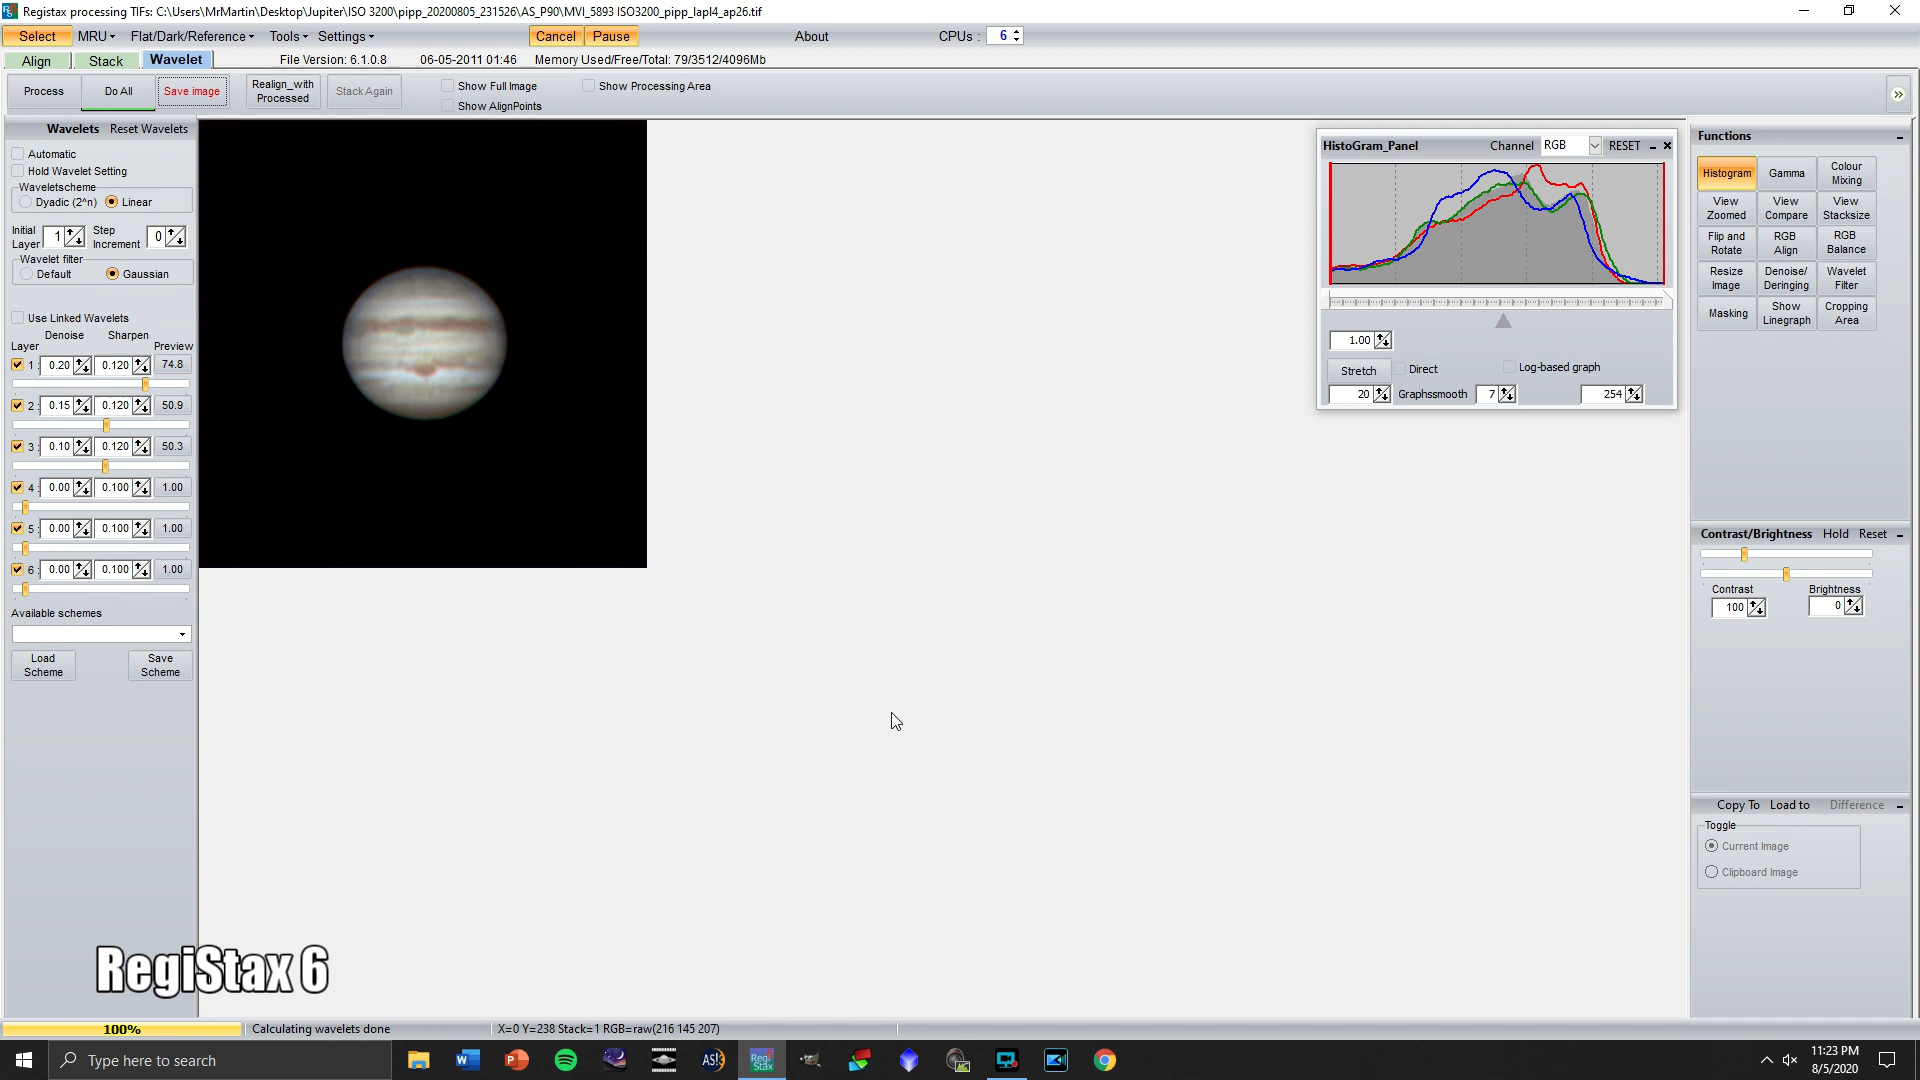 Registax processing TIFs: C:\Users\MrMartin\Desktop\Jupiter\ISO 3200\pipp_20200805_231526\AS_P90\MVI_5893 ISO3200_pipp_lapl4_ap26.tif
Select MRU Flat/Dark/Reference Tools Settings Cancel Pause About CPUs : 6
Align Stack Wavelet File Version: 6.1.0.8 06-05-2011 01:46 Memory Used/Free/Total: 79/3512/4096Mb
Process Do All Save image Realign_with Processed Stack Again Show Full Image Show Processing Area
Show AlignPoints
Wavelets Reset Wavelets
Automatic
Hold Wavelet Setting
Waveletscheme
Dyadic (2^n) Linear
Initial Layer 1 Step Increment 0
Wavelet filter
Default Gaussian
Use Linked Wavelets
Denoise Sharpen
Layer Preview
1 : 0.20 0.120 74.8
2 : 0.15 0.120 50.9
3 : 0.10 0.120 50.3
4 : 0.00 0.100 1.00
5 : 0.00 0.100 1.00
6 : 0.00 0.100 1.00
Available schemes
Load Scheme Save Scheme
HistoGram_Panel Channel RGB RESET
1.00
Stretch Direct Log-based graph
20 Graphssmooth 7 254
Functions
Histogram Gamma Colour Mixing
View Zoomed View Compare View Stacksize
Flip and Rotate RGB Align RGB Balance
Resize Image Denoise/ Deringing Wavelet Filter
Masking Show Linegraph Cropping Area
Contrast/Brightness Hold Reset
Contrast Brightness
100 0
Copy To Load to Difference
Toggle
Current Image
Clipboard Image
RegiStax 6
100% Calculating wavelets done X=0 Y=238 Stack=1 RGB=raw(216 145 207)
Type here to search
AS!3
Regi Stax
11:23 PM
8/5/2020